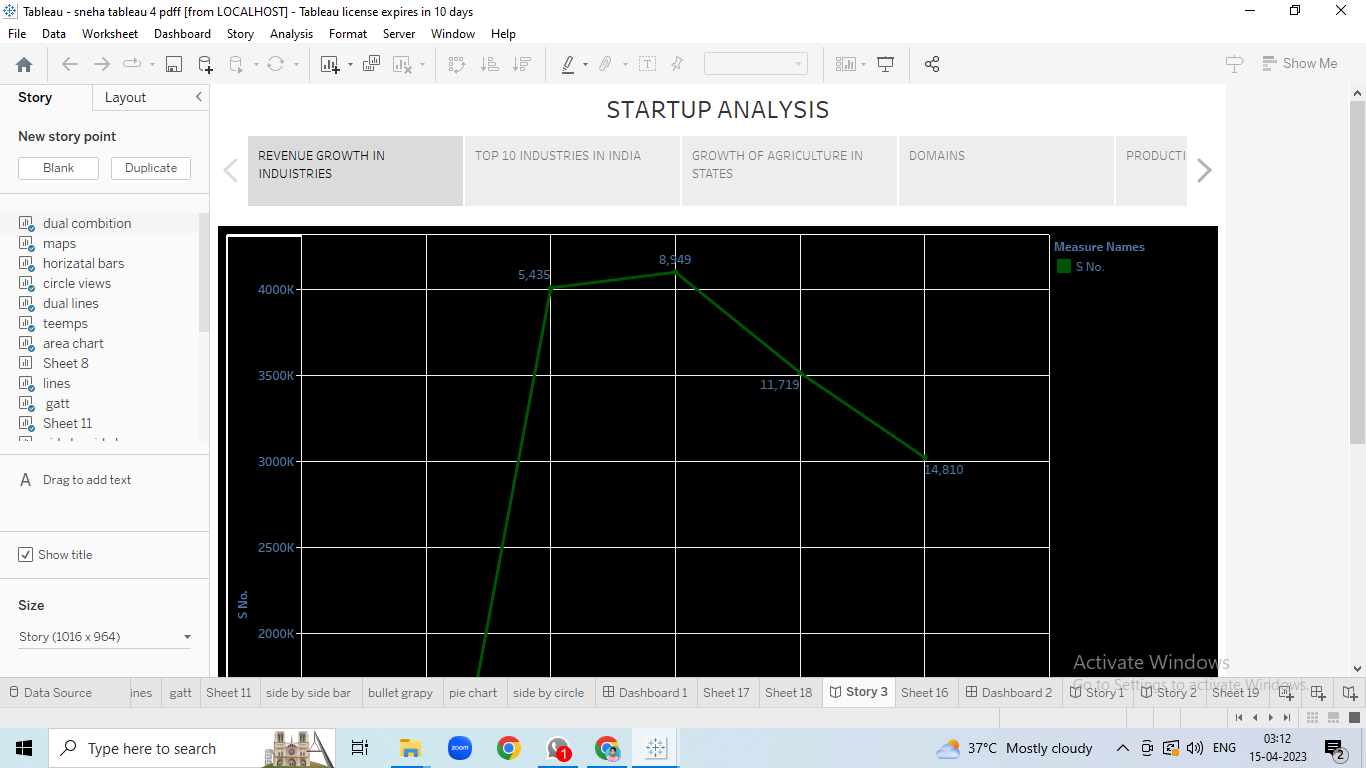 Tableau - sneha tableau 4 pdff [from LOCALHOST] - Tableau license expires in 10 days
File Data Worksheet Dashboard Story Analysis Format Server Window Help
Show Me
Story Layout
New story point
Blank Duplicate
dual combition
maps
horizatal bars
circle views
dual lines
teemps
area chart
Sheet 8
lines
gatt
Sheet 11
A Drag to add text
Show title
Size
Story (1016 x 964)
STARTUP ANALYSIS
REVENUE GROWTH IN
INDUISTRIES
TOP 10 INDUSTRIES IN INDIA
GROWTH OF AGRICULTURE IN
STATES
DOMAINS
PRODUCTI
Measure Names
S No.
8,949
5,435
4000K
3500K
11,719
3000K
14,810
2500K
S No.
2000K
Activate Windows
Go to Settings to activate Windows.
Data Source ines gatt Sheet 11 side by side bar bullet grapy pie chart side by circle Dashboard 1 Sheet 17 Sheet 18 Story 3 Sheet 16 Dashboard 2 Story 1 Story 2 Sheet 19
Type here to search
zoom
1
37°C Mostly cloudy
ENG
03:12
15-04-2023
2